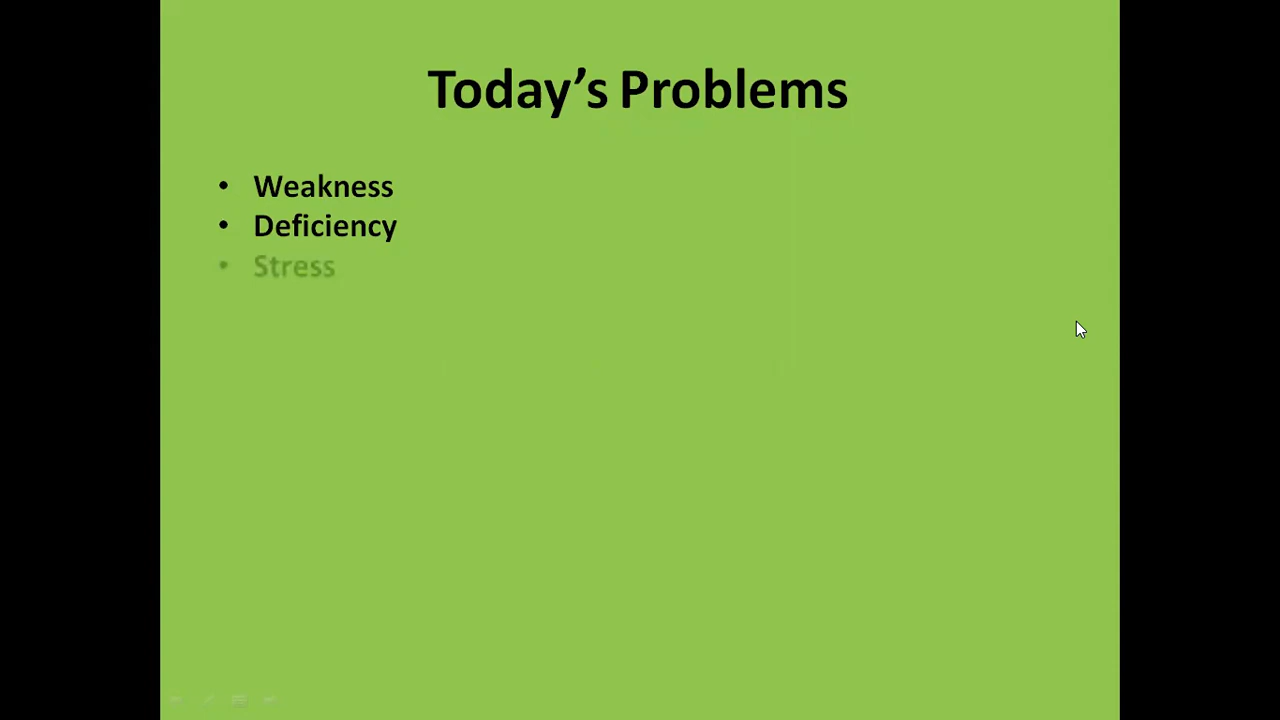 Today’s Problems
• Weakness
• Deficiency
• Stress